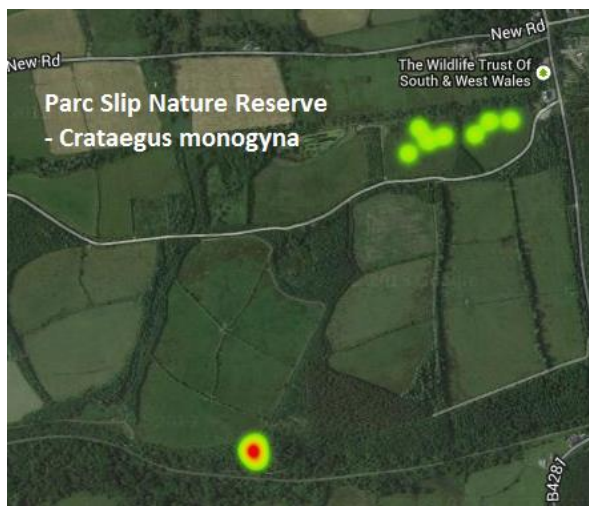 New Rd
New Rd
The Wildlife Trust Of
South & West Wales
Parc Slip Nature Reserve
- Crataegus monogyna
B4281